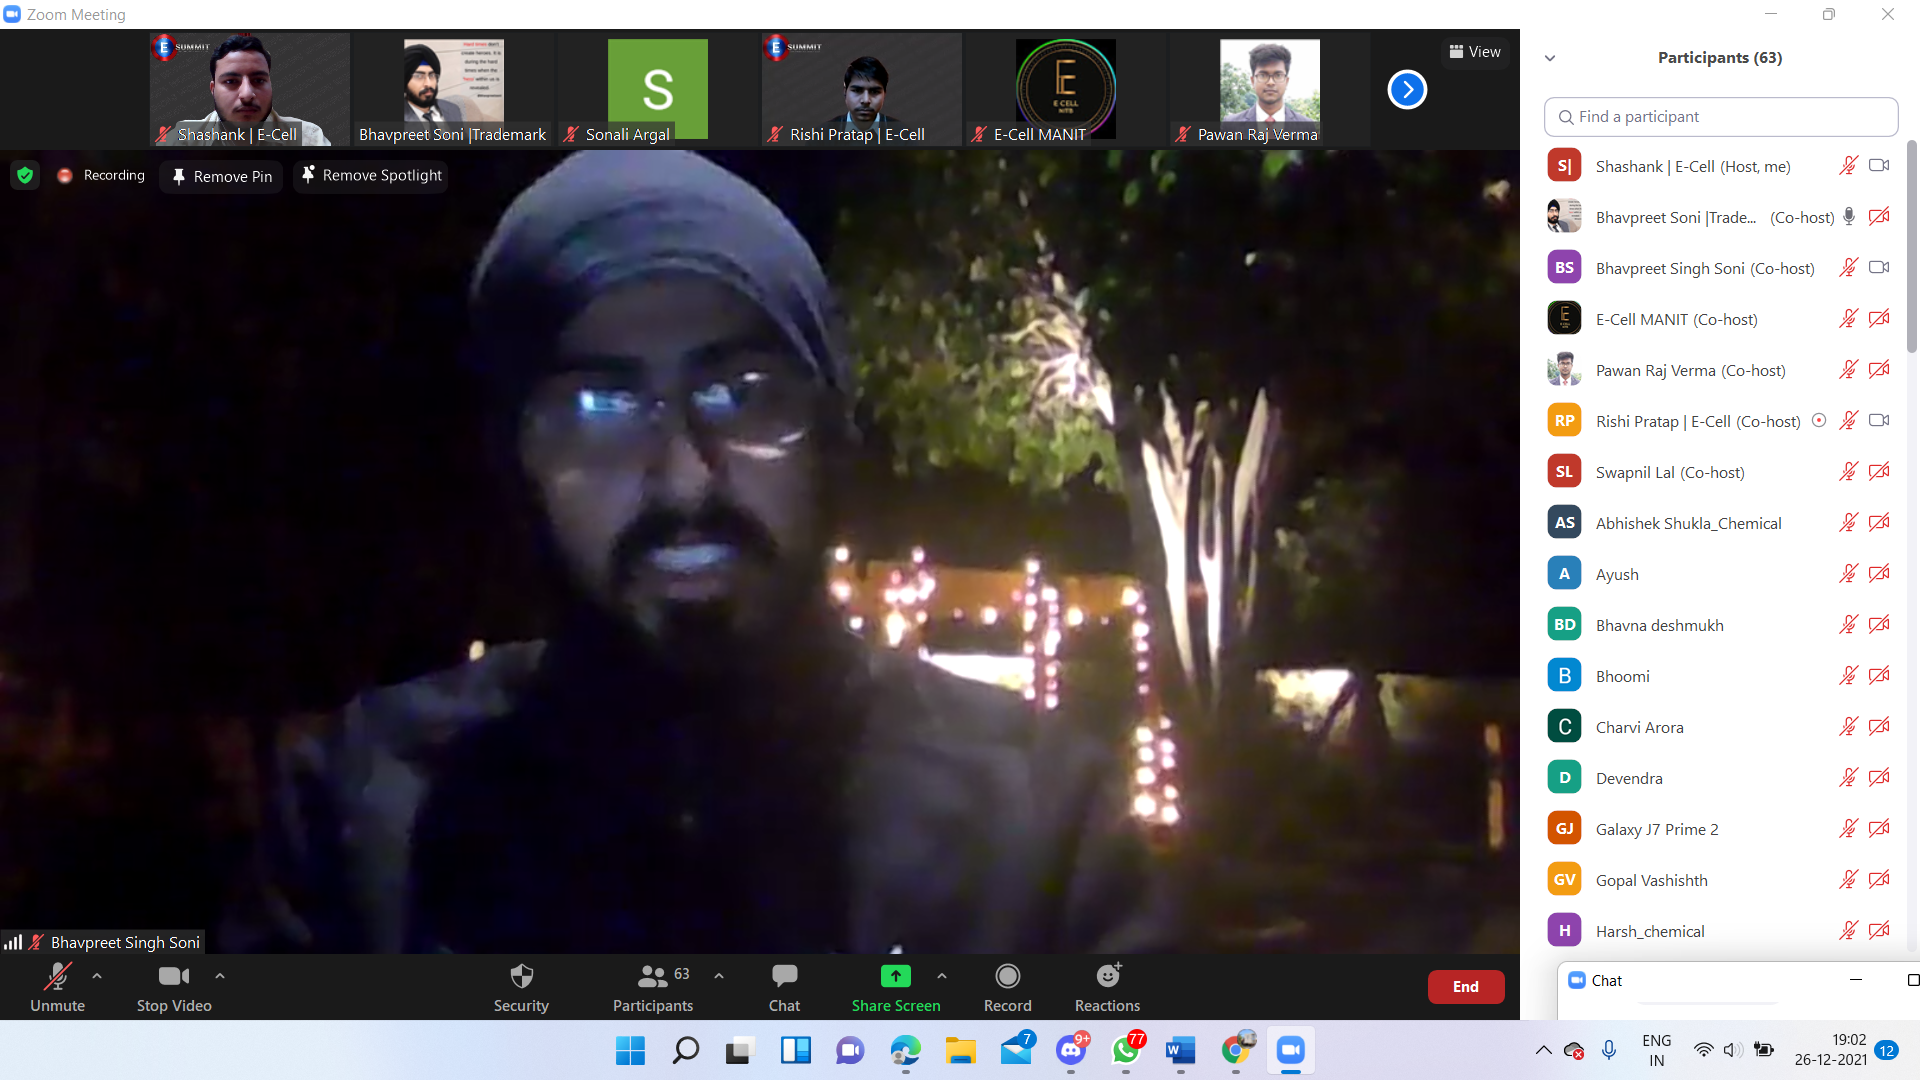 Zoom Meeting
E SUMMIT
Shashank | E-Cell
Bhavpreet Soni |Trademark
S
Sonali Argal
E SUMMIT
Rishi Pratap | E-Cell
E CELL
NITB
E-Cell MANIT
Pawan Raj Verma
View
Recording
Remove Pin
Remove Spotlight
Bhavpreet Singh Soni
Unmute
Stop Video
Security
63
Participants
Chat
Share Screen
Record
Reactions
End
Participants (63)
Find a participant
S| Shashank | E-Cell (Host, me)
Bhavpreet Soni |Trade... (Co-host)
BS Bhavpreet Singh Soni (Co-host)
E-Cell MANIT (Co-host)
Pawan Raj Verma (Co-host)
RP Rishi Pratap | E-Cell (Co-host)
SL Swapnil Lal (Co-host)
AS Abhishek Shukla_Chemical
A Ayush
BD Bhavna deshmukh
B Bhoomi
C Charvi Arora
D Devendra
GJ Galaxy J7 Prime 2
GV Gopal Vashishth
H Harsh_chemical
Chat
7
9+
77
W
ENG
IN
19:02
26-12-2021
12